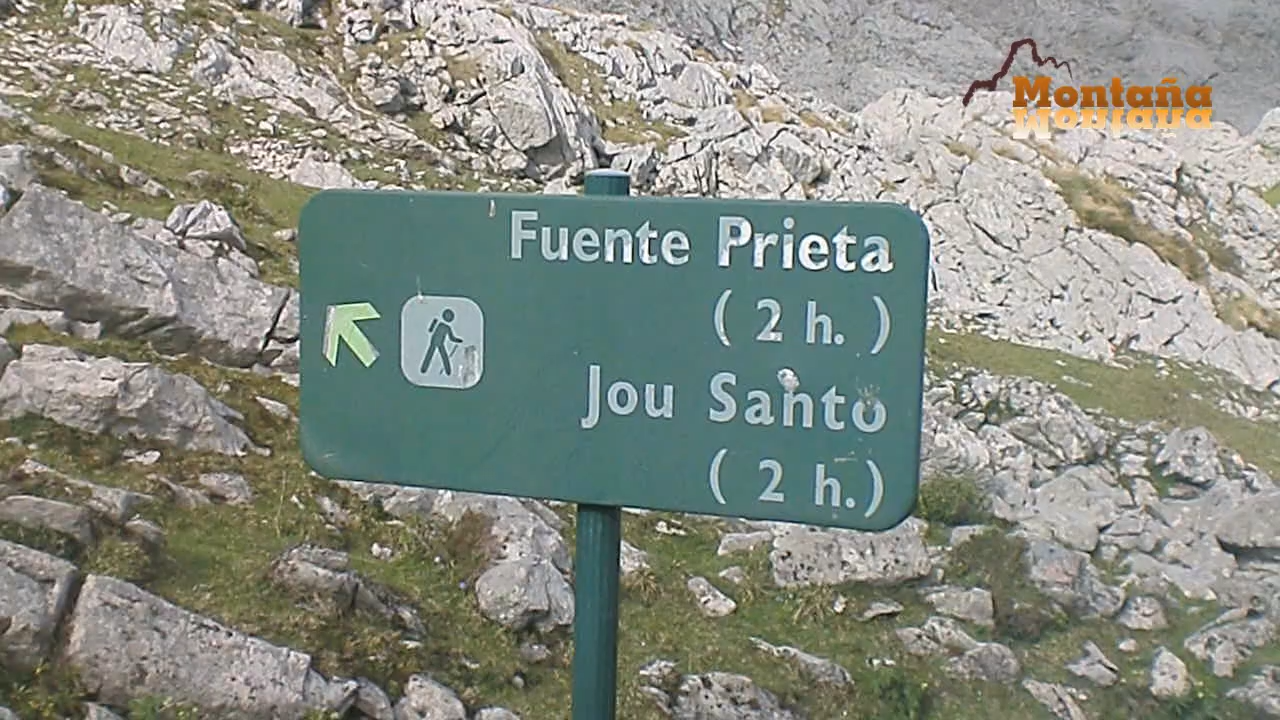 Montaña
Fuente Prieta
( 2 h. )
Jou Santo
( 2 h.)